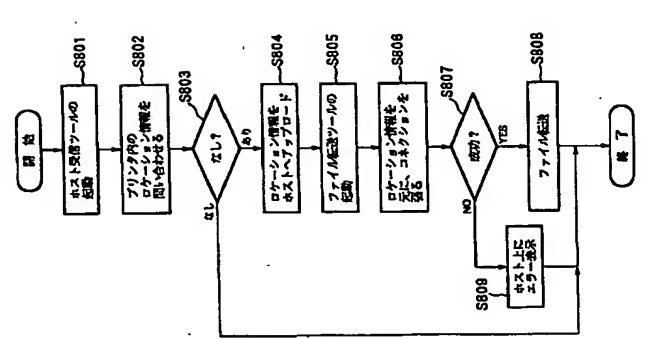 開始
S801
ホスト受信ツールの
起動
S802
プリンタ内の
ロケーション情報を
問い合わせる
S803
なし?
なし
あり
S804
ロケーション情報を
ホストへアップロード
S805
ファイル転送ツールの
起動
S806
ロケーション情報を
元に、コネクションを
張る
S807
成功?
NO
YES
S808
ファイル転送
S809
ホスト上に
エラー表示
終了